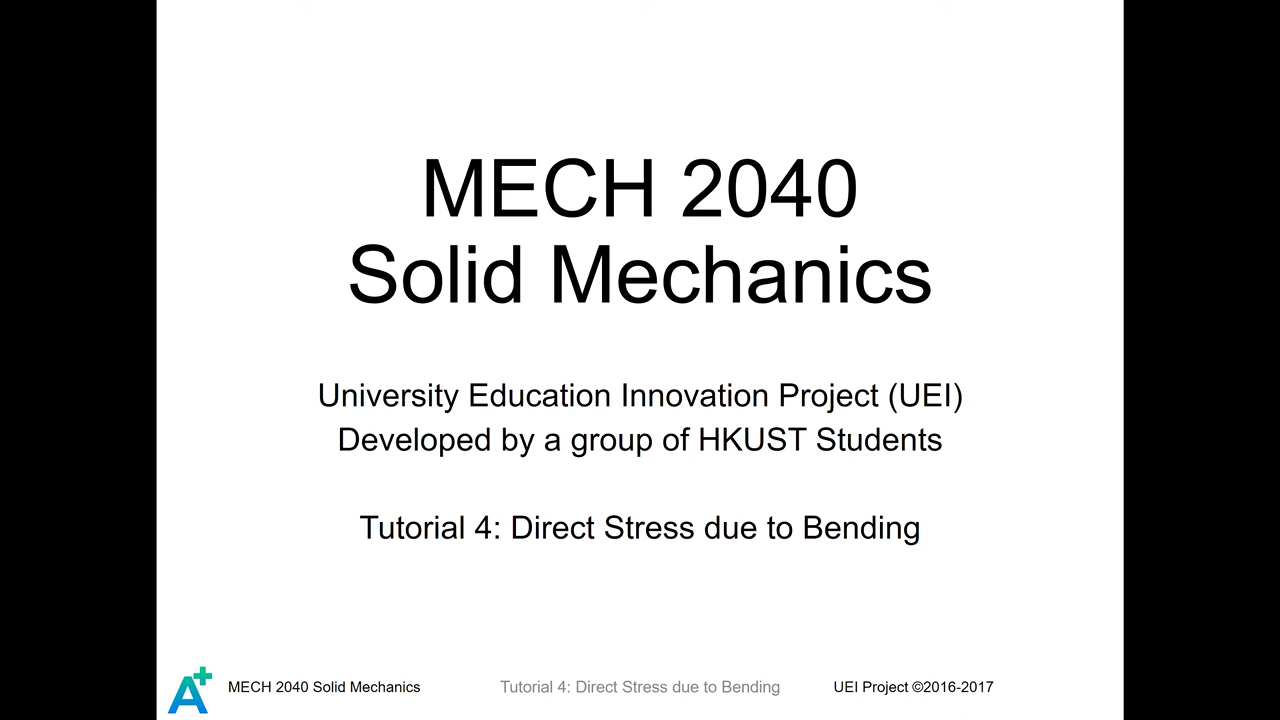 MECH 2040
Solid Mechanics
University Education Innovation Project (UEI)
Developed by a group of HKUST Students
Tutorial 4: Direct Stress due to Bending
A+ MECH 2040 Solid Mechanics Tutorial 4: Direct Stress due to Bending UEI Project ©2016-2017